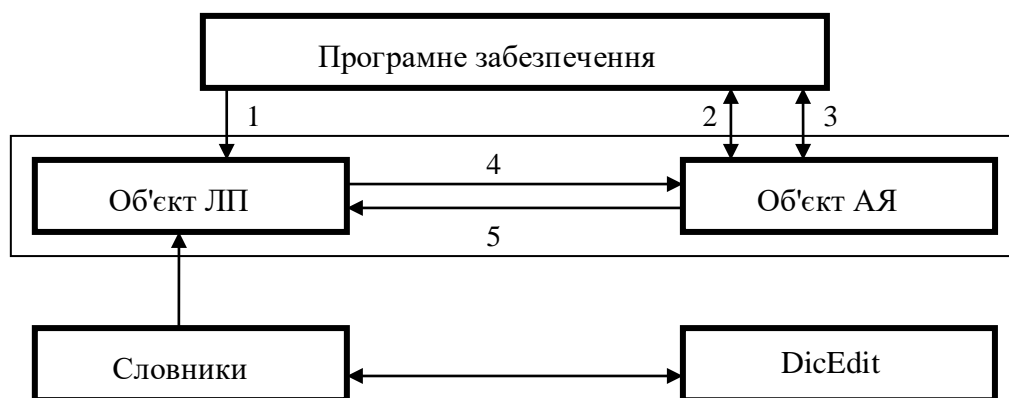 Програмне забезпечення
1
2
3
4
Об'єкт ЛП
Об'єкт АЯ
5
Словники
DicEdit